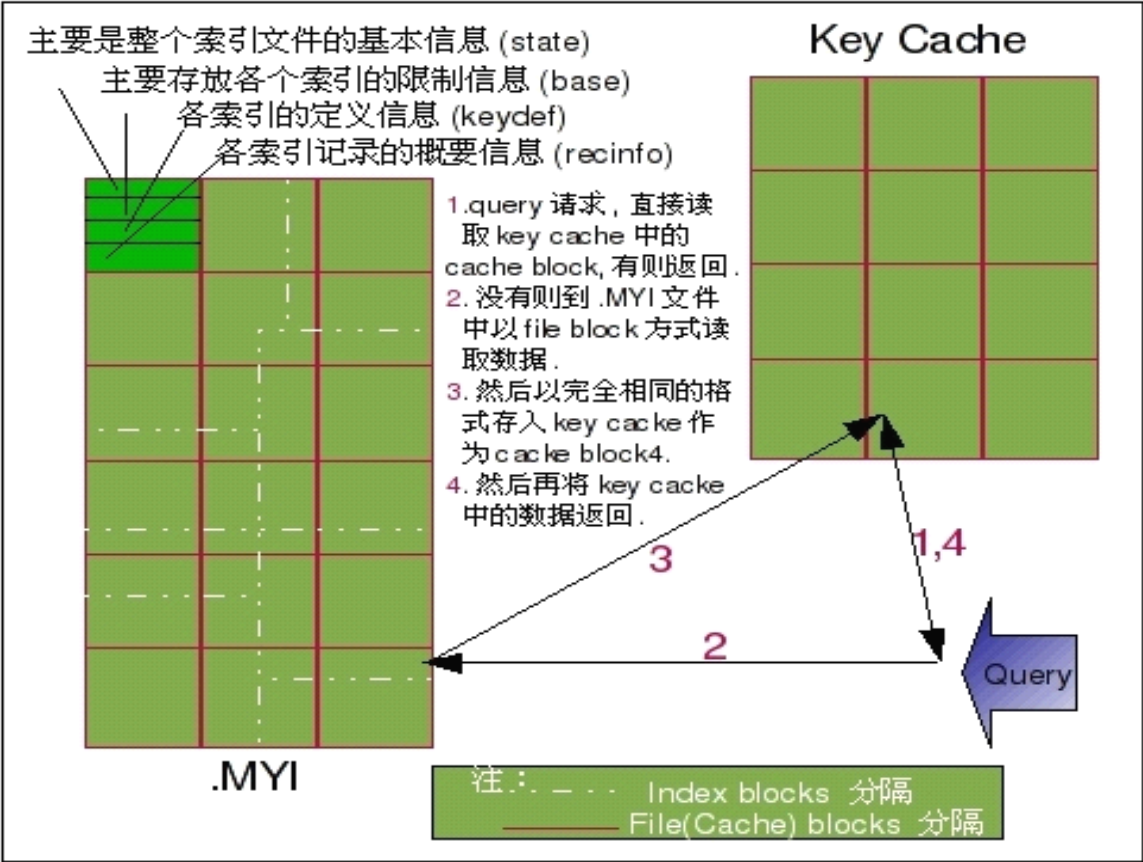 主要是整个索引文件的基本信息 (state)
主要存放各个索引的限制信息 (base)
各索引的定义信息 (keydef)
各索引记录的概要信息 (recinfo)
Key Cache
1.query 请求 , 直接读
取 key cache 中的
cache block, 有则返回 .
2. 没有则到 .MYI 文件
中以 file block 方式读
取数据 .
3. 然后以完全相同的格
式存入 key cacke 作
为 cacke block4.
4. 然后再将 key cacke
中的数据返回 .
3
1,4
2
Query
.MYI
注 :
Index blocks 分隔
File(Cache) blocks 分隔